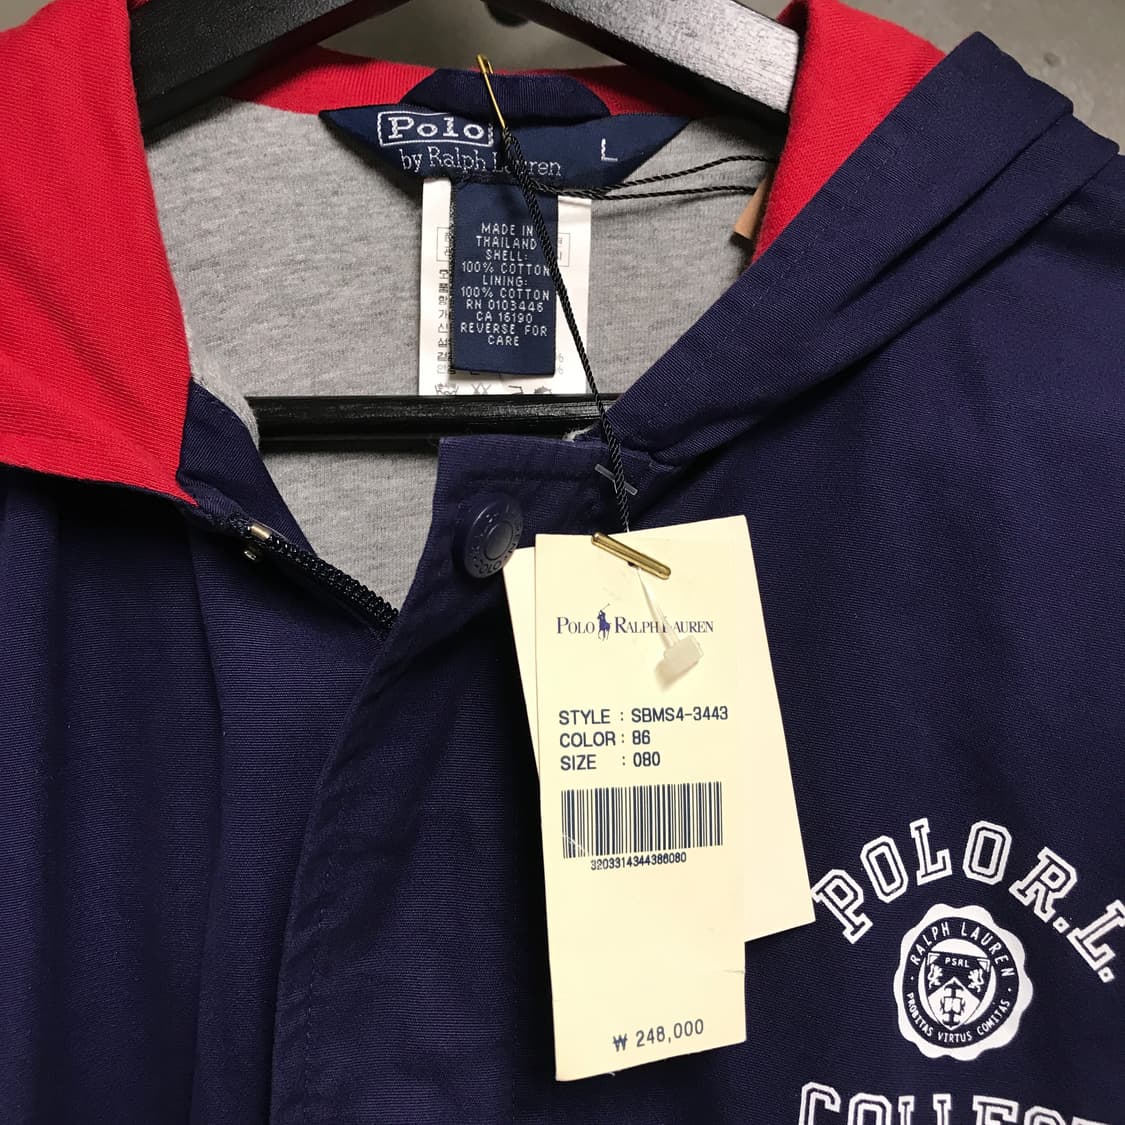 Polo
by Ralph Lauren
L
MADE IN
THAILAND
SHELL:
100% COTTON
LINING:
100% COTTON
RN 0103446
CA 16190
REVERSE FOR
CARE
POLO RALPH LAUREN
STYLE : SBMS4-3443
COLOR : 86
SIZE : 080
3203314344386080
₩ 248,000
POLO R.L.
RALPH LAUREN
PSRL
PROBITAS VIRTUS COMITAS
POLO